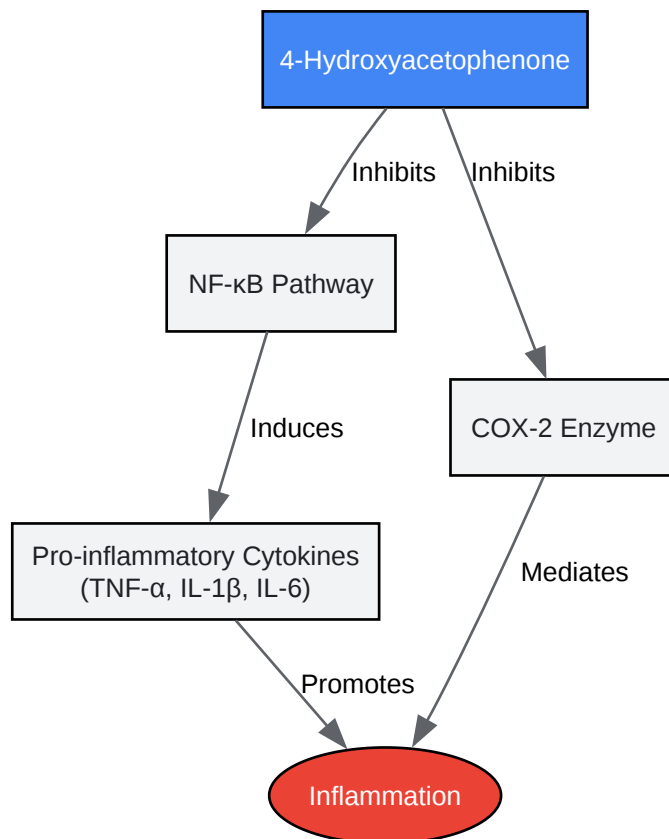 4-Hydroxyacetophenone
Inhibits
Inhibits
NF-κB Pathway
COX-2 Enzyme
Induces
Pro-inflammatory Cytokines
(TNF-α, IL-1β, IL-6)
Mediates
Promotes
Inflammation